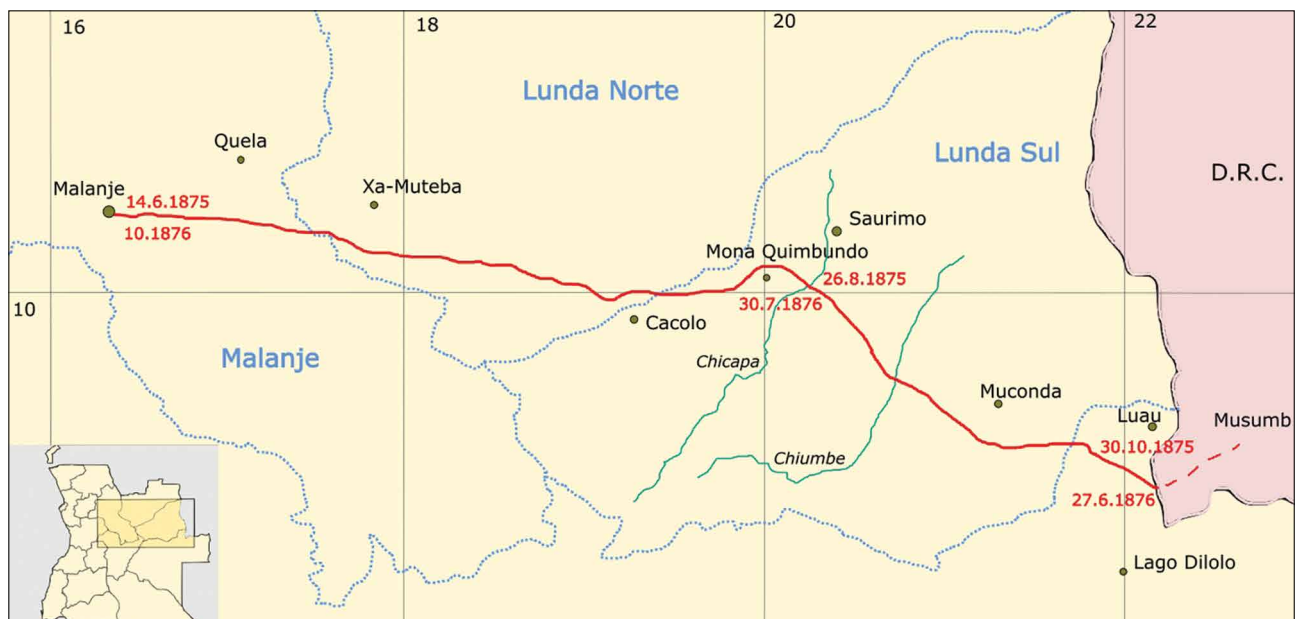 16
18
20
22
Lunda Norte
Quela
Lunda Sul
D.R.C.
Malanje
14.6.1875
Xa-Muteba
10.1876
Saurimo
Mona Quimbundo
26.8.1875
30.7.1876
10
Cacolo
Malanje
Chicapa
Muconda
Luau
Musumb
30.10.1875
Chiumbe
27.6.1876
Lago Dilolo